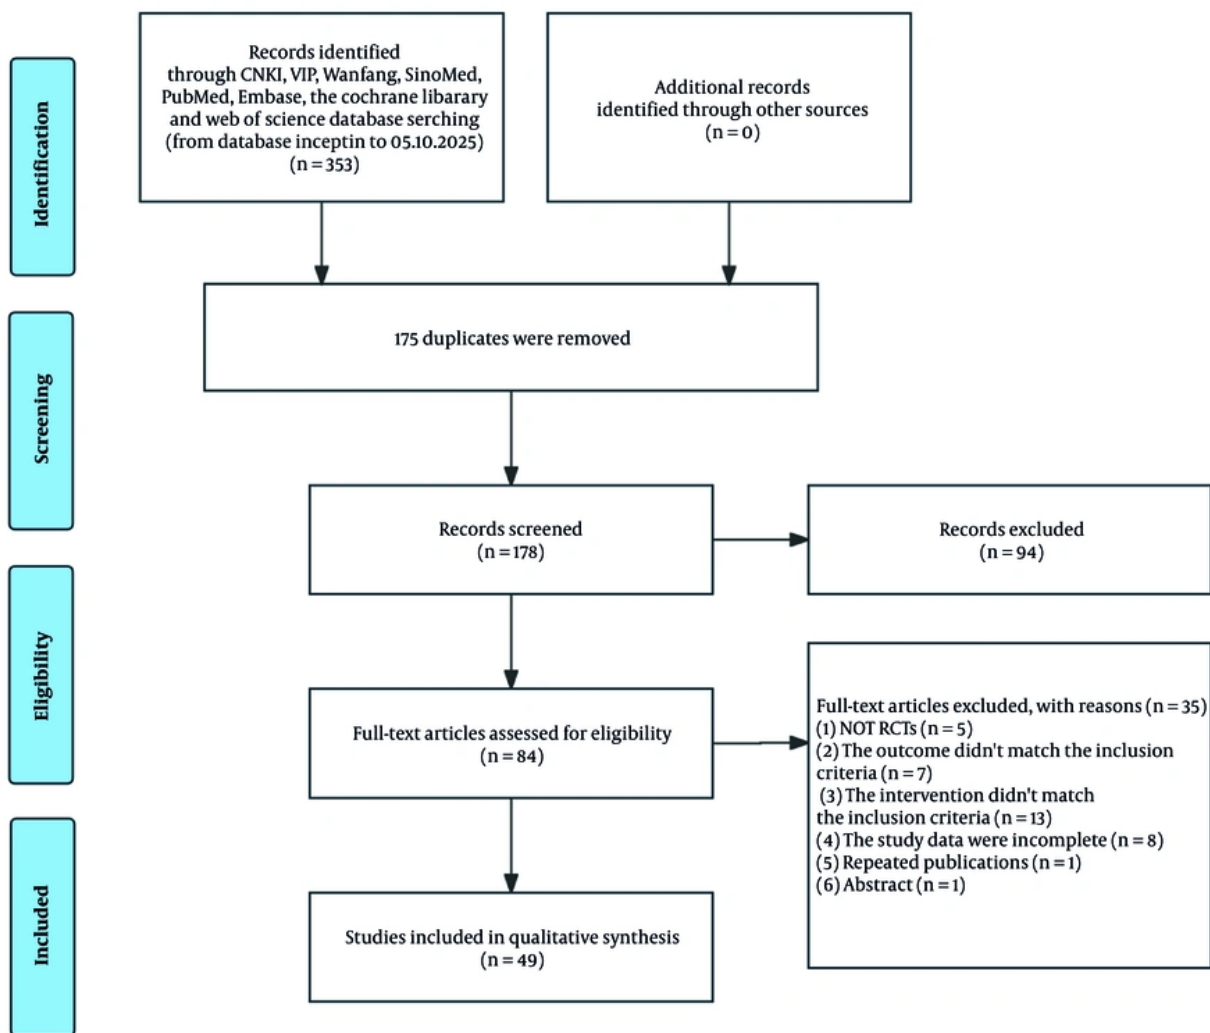 Identification
Records identified
through CNKI, VIP, Wanfang, SinoMed,
PubMed, Embase, the cochrane libarary
and web of science database serching
(from database inceptin to 05.10.2025)
(n = 353)
Additional records
identified through other sources
(n = 0)
Screening
175 duplicates were removed
Records screened
(n = 178)
Records excluded
(n = 94)
Eligibility
Full-text articles assessed for eligibility
(n = 84)
Full-text articles excluded, with reasons (n = 35)
(1) NOT RCTs (n = 5)
(2) The outcome didn't match the inclusion
criteria (n = 7)
(3) The intervention didn't match
the inclusion criteria (n = 13)
(4) The study data were incomplete (n = 8)
(5) Repeated publications (n = 1)
(6) Abstract (n = 1)
Included
Studies included in qualitative synthesis
(n = 49)